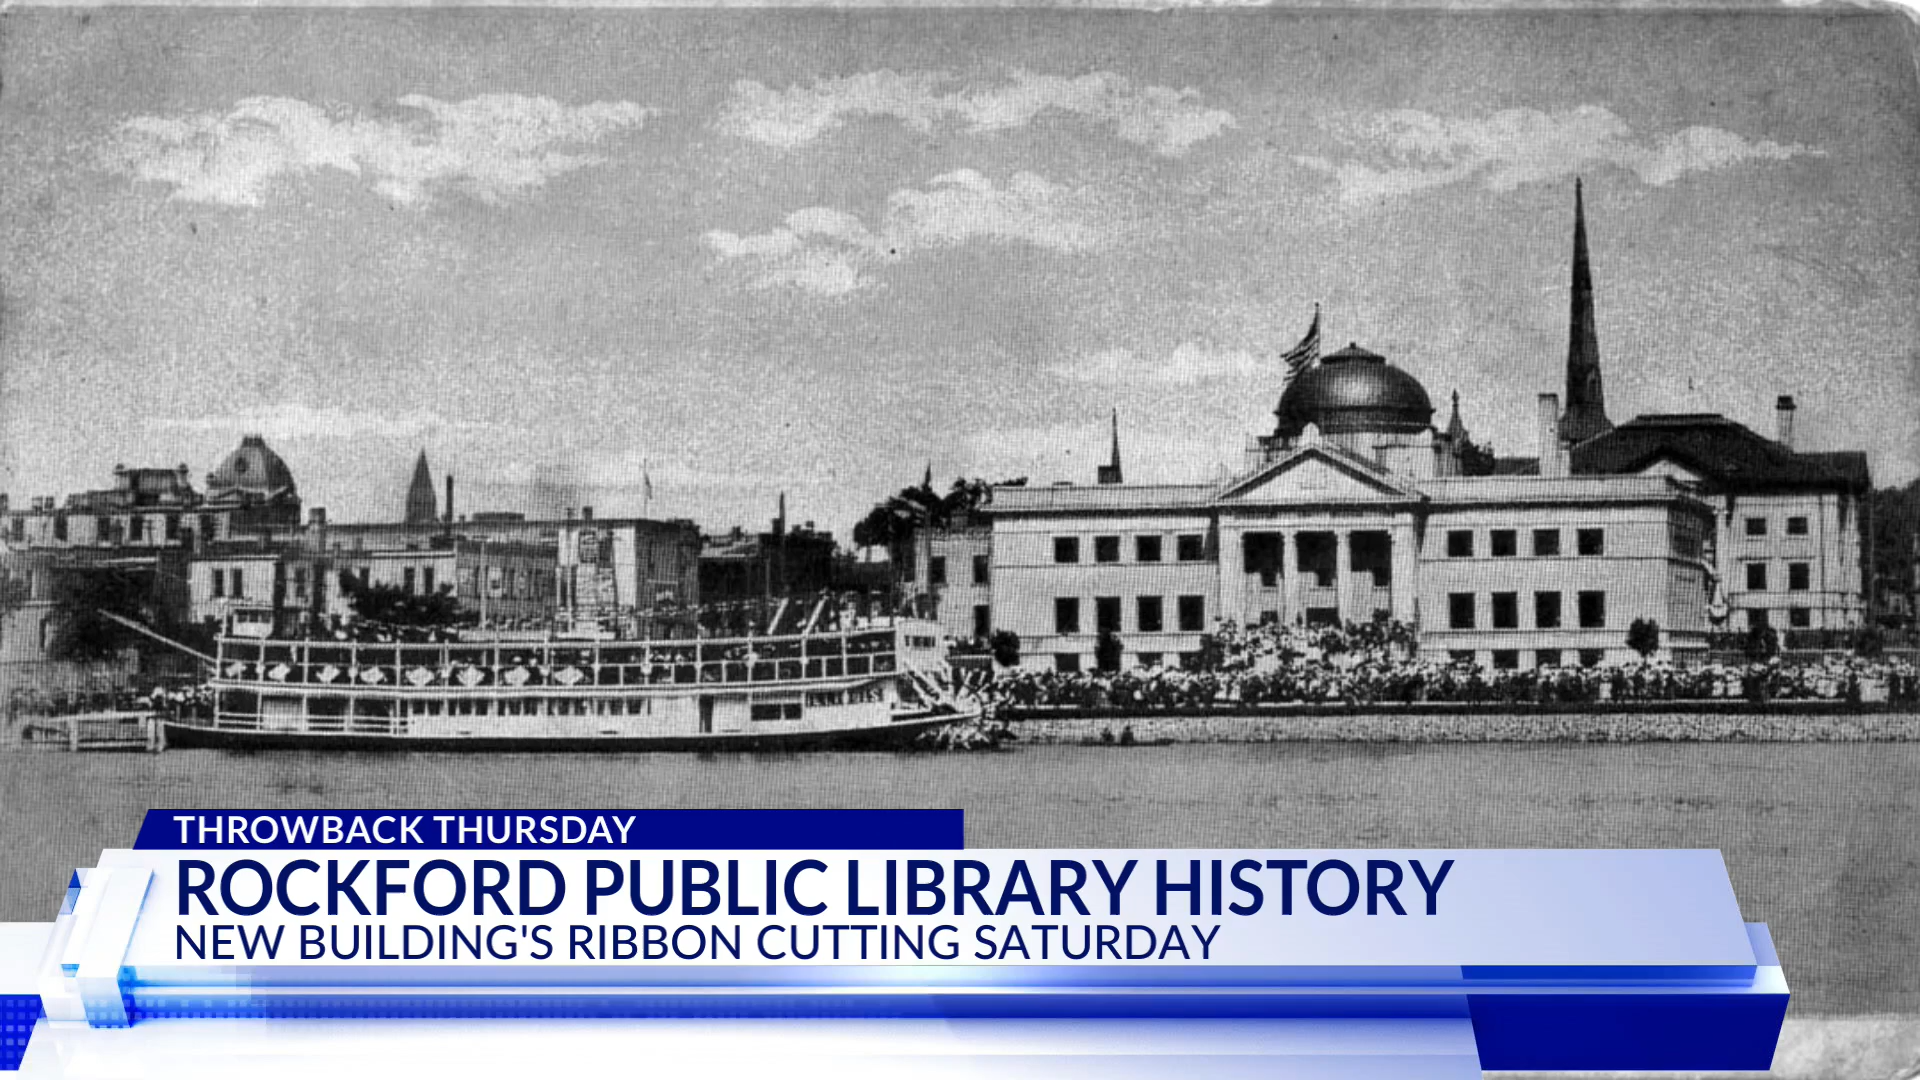 THROWBACK THURSDAY
ROCKFORD PUBLIC LIBRARY HISTORY
NEW BUILDING'S RIBBON CUTTING SATURDAY